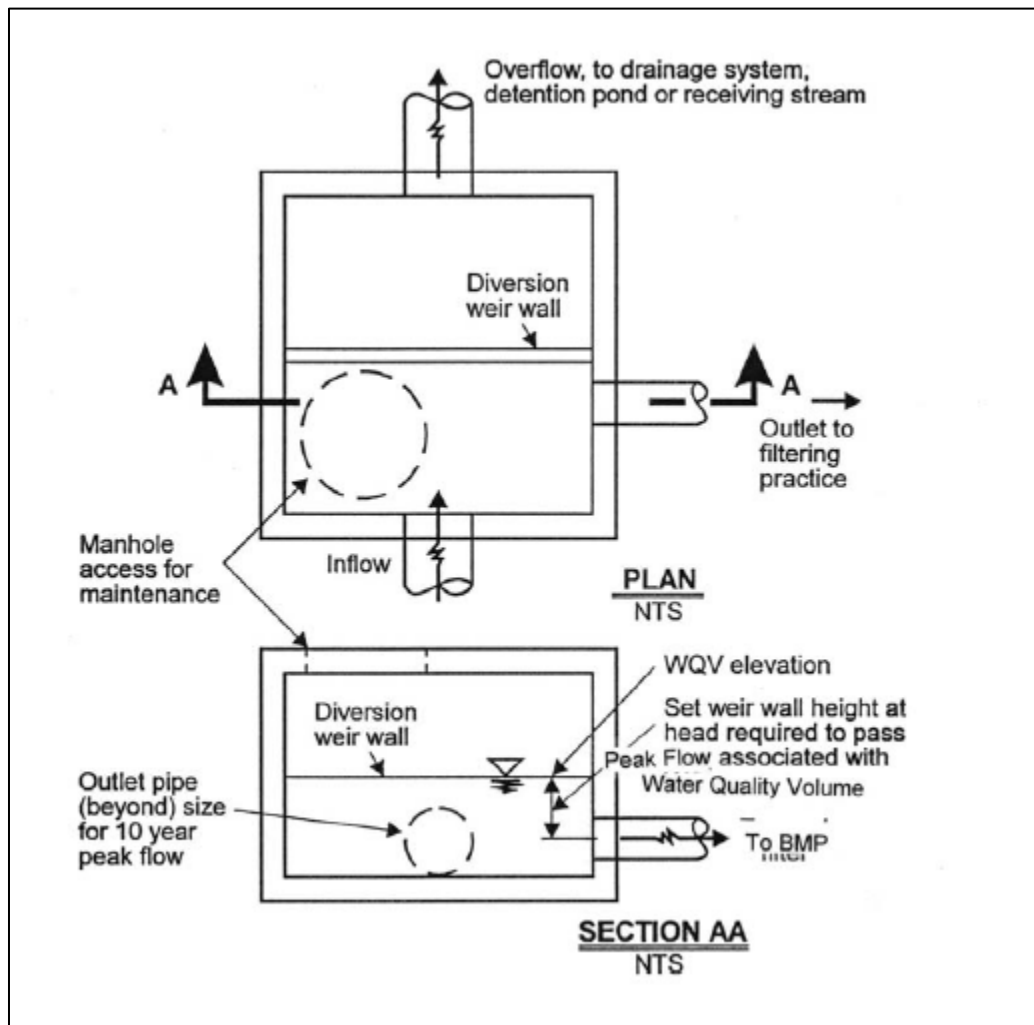 Overflow, to drainage system,
detention pond or receiving stream
Diversion
weir wall
A
A
Outlet to
filtering
practice
Manhole
access for
maintenance
Inflow
PLAN
NTS
WQV elevation
Set weir wall height at
head required to pass
Peak Flow associated with
Water Quality Volume
Diversion
weir wall
Outlet pipe
(beyond) size
for 10 year
peak flow
To BMP
SECTION AA
NTS